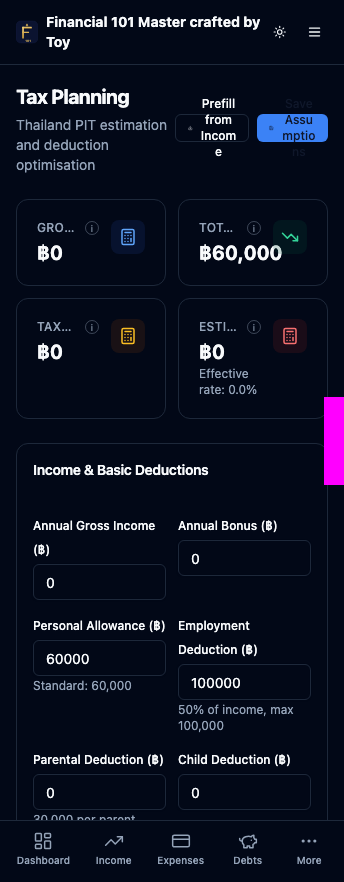 Financial 101 Master crafted by
Toy
Tax Planning
Thailand PIT estimation
and deduction
optimisation
Prefill
from
Incom
e
Save
Assu
mptio
ns
GRO...
฿0
TOT...
฿60,000
TAX...
฿0
ESTI...
฿0
Effective
rate: 0.0%
Income & Basic Deductions
Annual Gross Income
(฿)
0
Annual Bonus (฿)
0
Personal Allowance (฿)
60000
Standard: 60,000
Employment
Deduction (฿)
100000
50% of income, max
100,000
Parental Deduction (฿)
0
30,000 per parent
Child Deduction (฿)
0
Dashboard
Income
Expenses
Debts
More